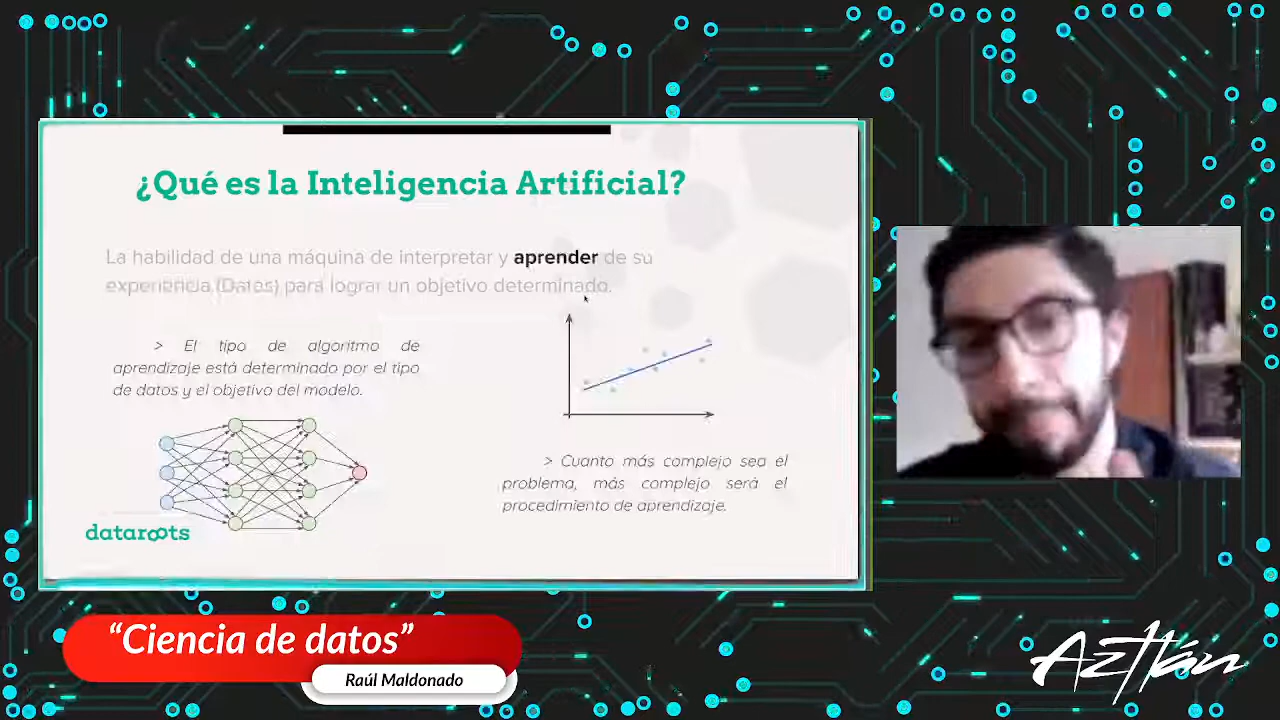 ¿Qué es la Inteligencia Artificial?
La habilidad de una máquina de interpretar y aprender de su
experiencia (Datos) para lograr un objetivo determinado.
> El tipo de algoritmo de
aprendizaje está determinado por el tipo
de datos y el objetivo del modelo.
> Cuanto más complejo sea el
problema, más complejo será el
procedimiento de aprendizaje.
dataroots
“Ciencia de datos”
Raúl Maldonado
Aztlán